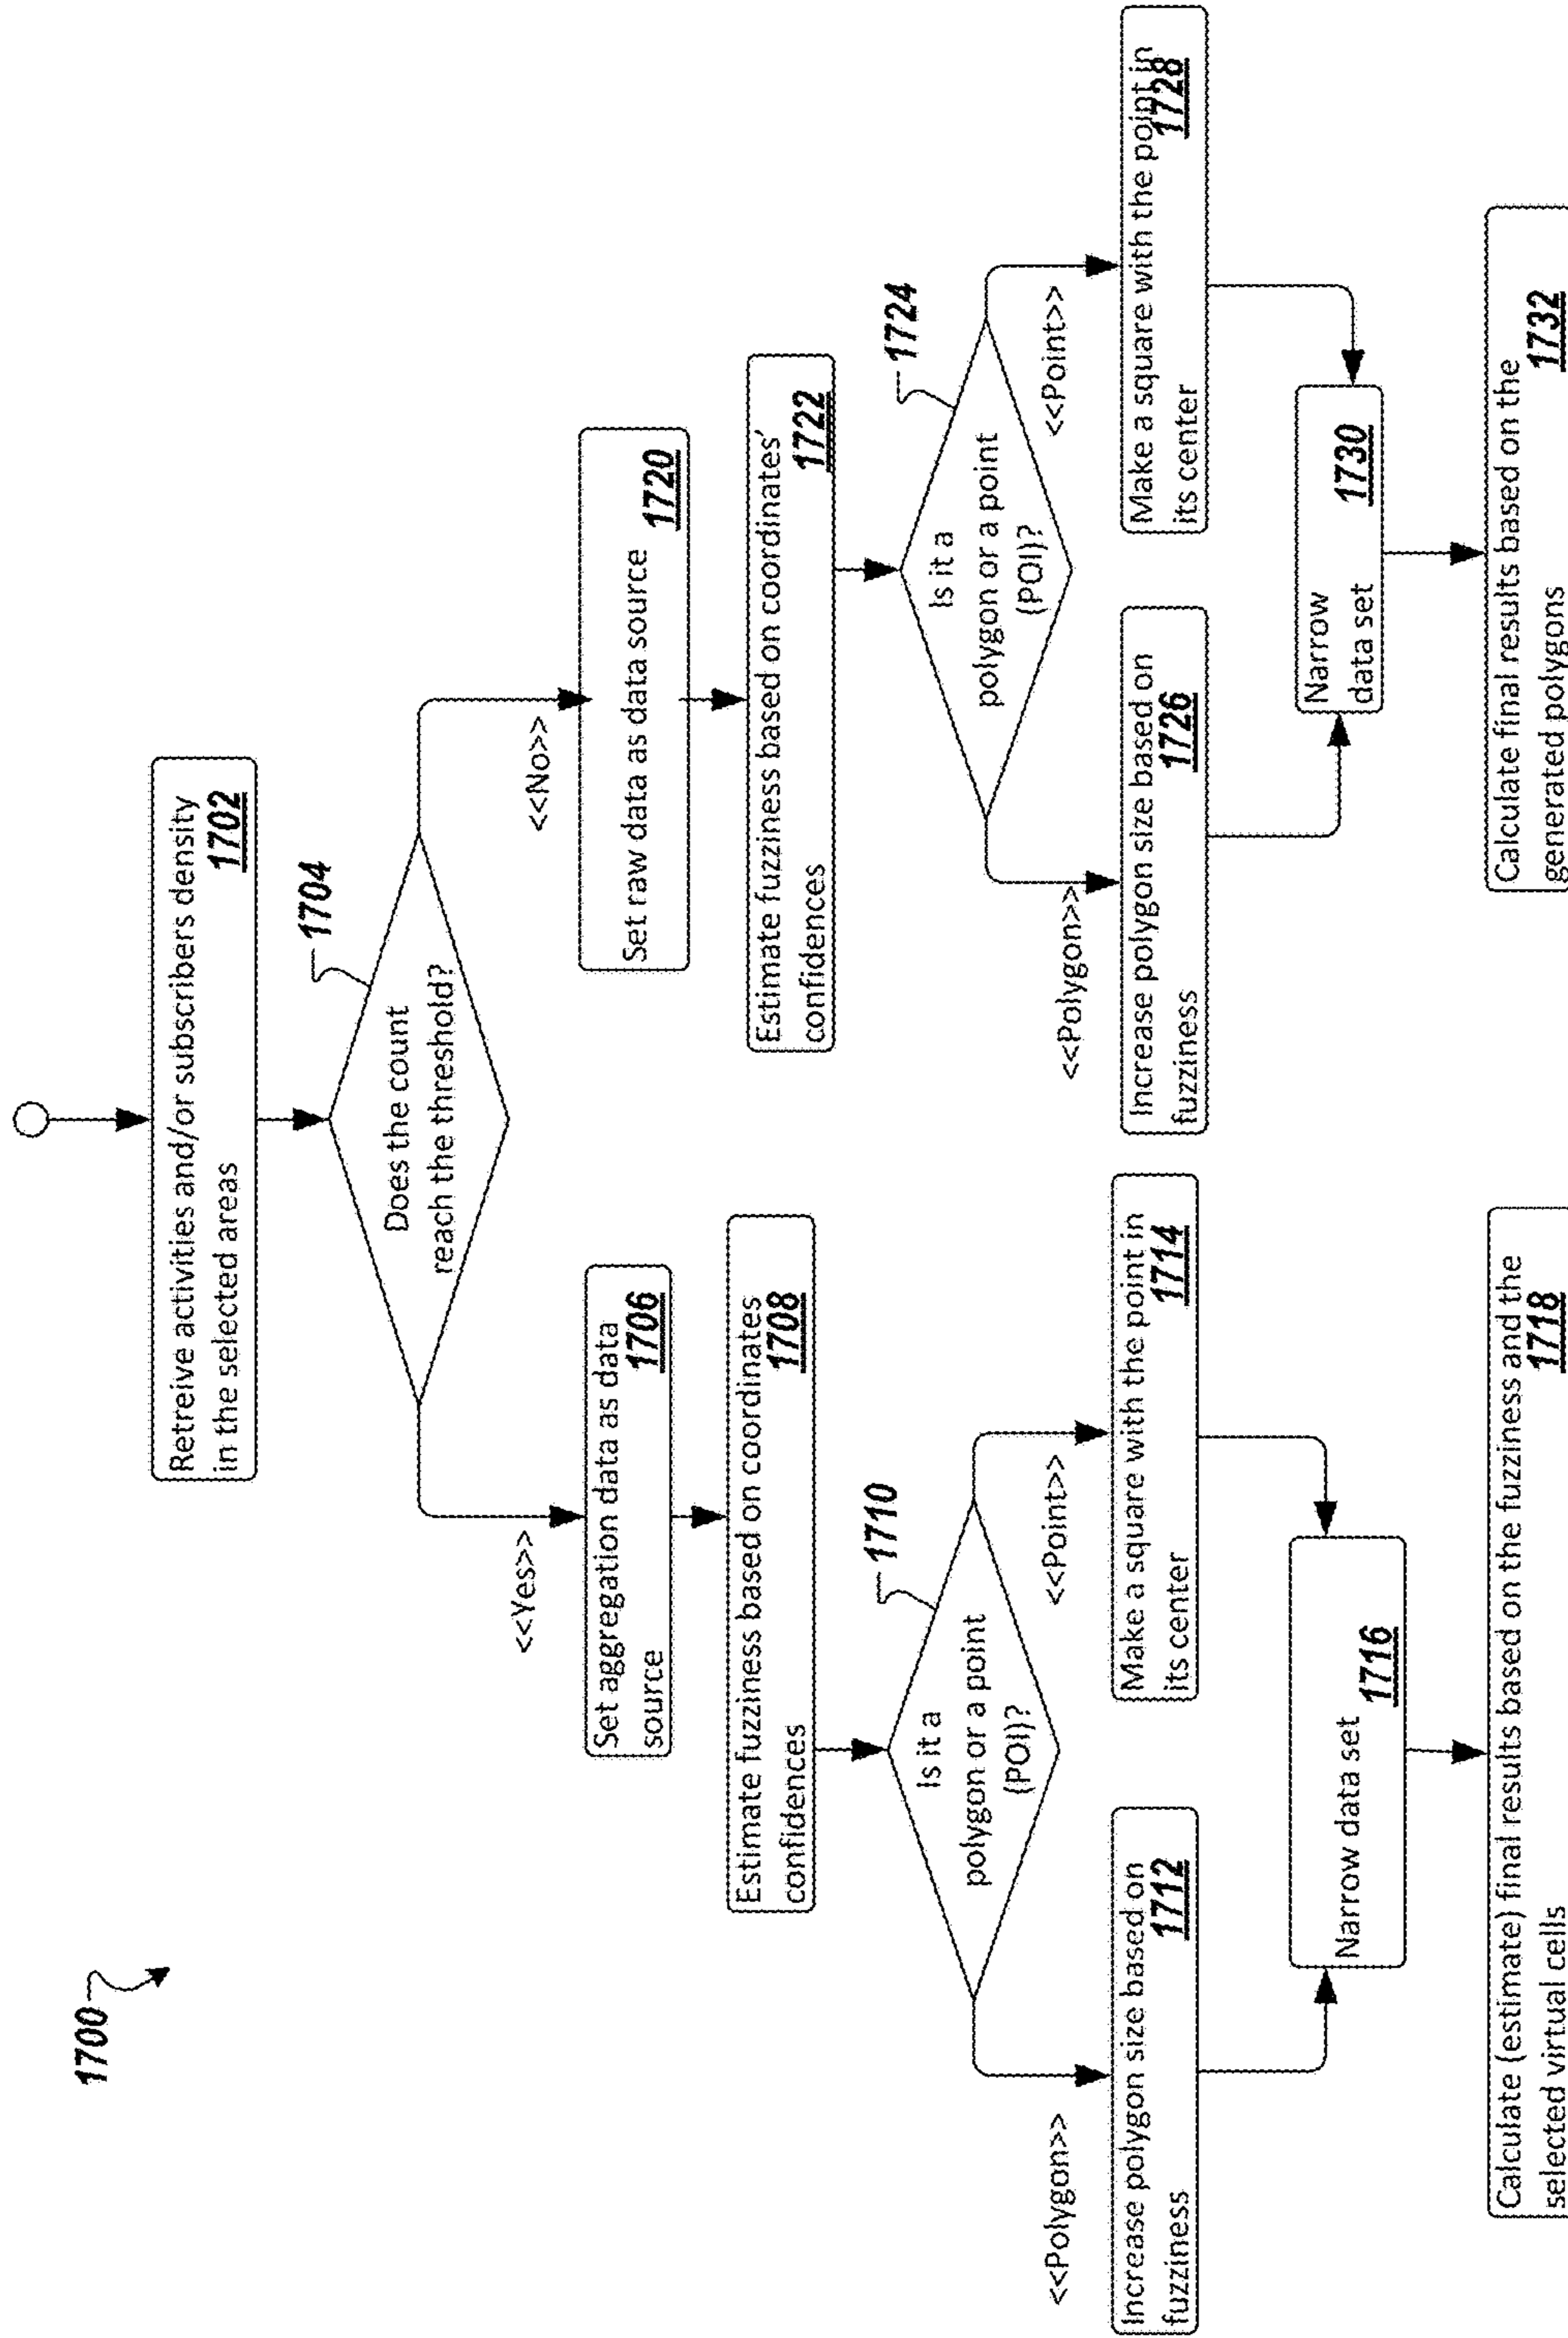 1700
Retreive activities and/or subscribers density
in the selected areas
1702
1704
Does the count
reach the threshold?
<<Yes>>
<<No>>
Set aggregation data as data
source
1706
Estimate fuzziness based on coordinates
confidences
1708
1710
Is it a
polygon or a point
(POI)?
<<Polygon>>
<<Point>>
Increase polygon size based on
fuzziness
1712
Make a square with the point in
its center
1714
Narrow data set
1716
Calculate (estimate) final results based on the fuzziness and the
selected virtual cells
1718
Set raw data as data source
1720
Estimate fuzziness based on coordinates'
confidences
1722
1724
Is it a
polygon or a point
(POI)?
<<Polygon>>
<<Point>>
Increase polygon size based on
fuzziness
1726
Make a square with the point in
its center
1728
Narrow
data set
1730
Calculate final results based on the
generated polygons
1732